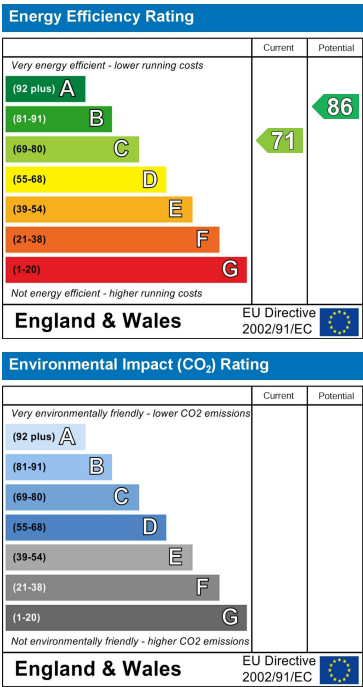 Energy Efficiency Rating
Current Potential
Very energy efficient - lower running costs
(92 plus) A
(81-91) B
(69-80) C
(55-68) D
(39-54) E
(21-38) F
(1-20) G
71
86
Not energy efficient - higher running costs
England & Wales
EU Directive
2002/91/EC
Environmental Impact (CO₂) Rating
Current Potential
Very environmentally friendly - lower CO2 emissions
(92 plus) A
(81-91) B
(69-80) C
(55-68) D
(39-54) E
(21-38) F
(1-20) G
Not environmentally friendly - higher CO2 emissions
England & Wales
EU Directive
2002/91/EC